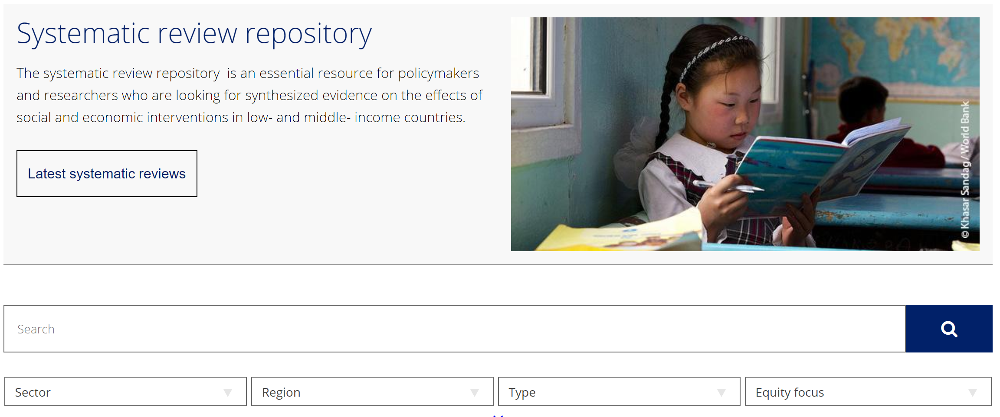 Systematic review repository
The systematic review repository  is an essential resource for policymakers
and researchers who are looking for synthesized evidence on the effects of
social and economic interventions in low- and middle- income countries.
Latest systematic reviews
© Khasar Sandag / World Bank
Search
Sector
Region
Type
Equity focus